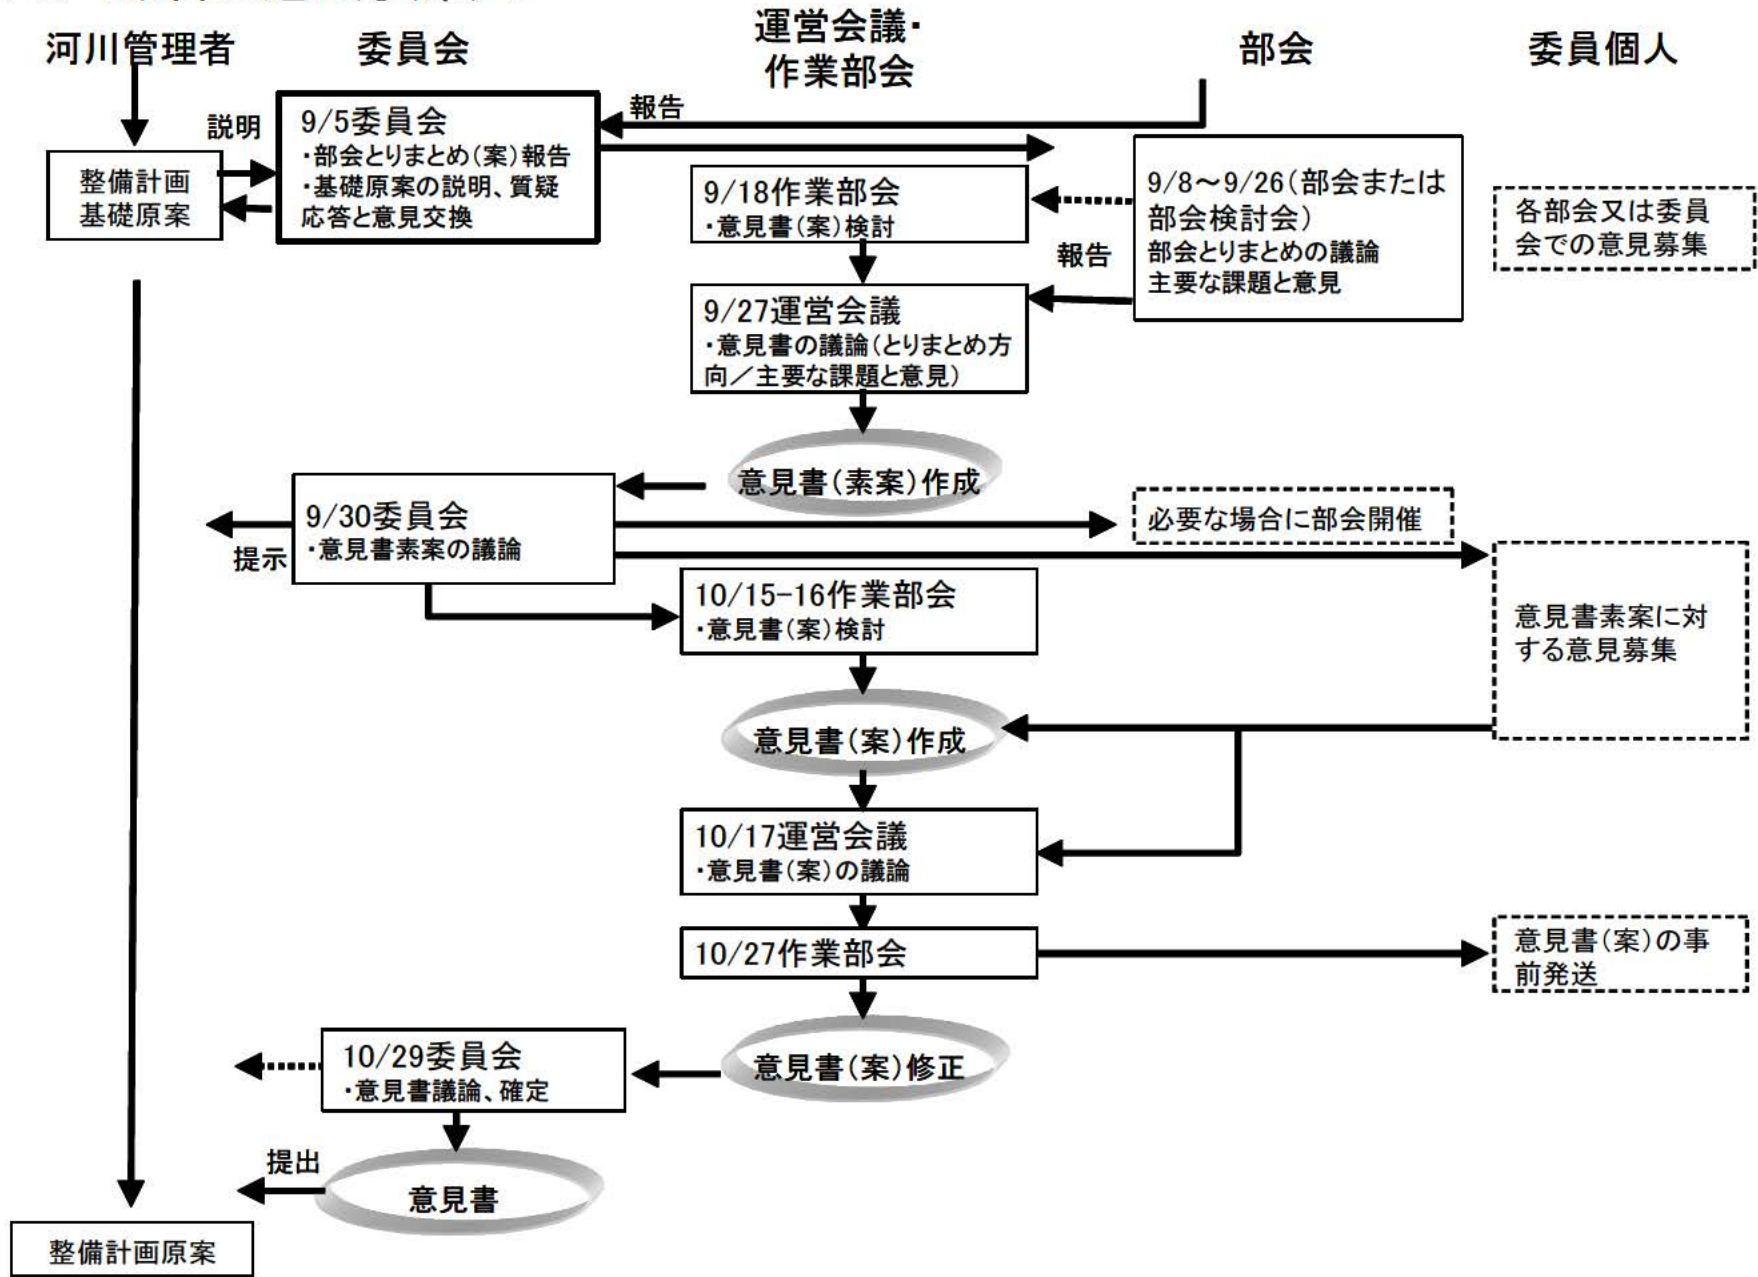 河川管理者
委員会
運営会議・
作業部会
部会
委員個人
報告
説明
9/5委員会
・部会とりまとめ(案)報告
・基礎原案の説明、質疑
応答と意見交換
整備計画
基礎原案
9/18作業部会
・意見書(案)検討
9/8～9/26(部会または
部会検討会)
部会とりまとめの議論
主要な課題と意見
各部会又は委員
会での意見募集
報告
9/27運営会議
・意見書の議論(とりまとめ方
向／主要な課題と意見)
意見書(素案)作成
9/30委員会
・意見書素案の議論
提示
必要な場合に部会開催
10/15-16作業部会
・意見書(案)検討
意見書素案に対
する意見募集
意見書(案)作成
10/17運営会議
・意見書(案)の議論
10/27作業部会
意見書(案)の事
前発送
10/29委員会
・意見書議論、確定
意見書(案)修正
提出
意見書
整備計画原案